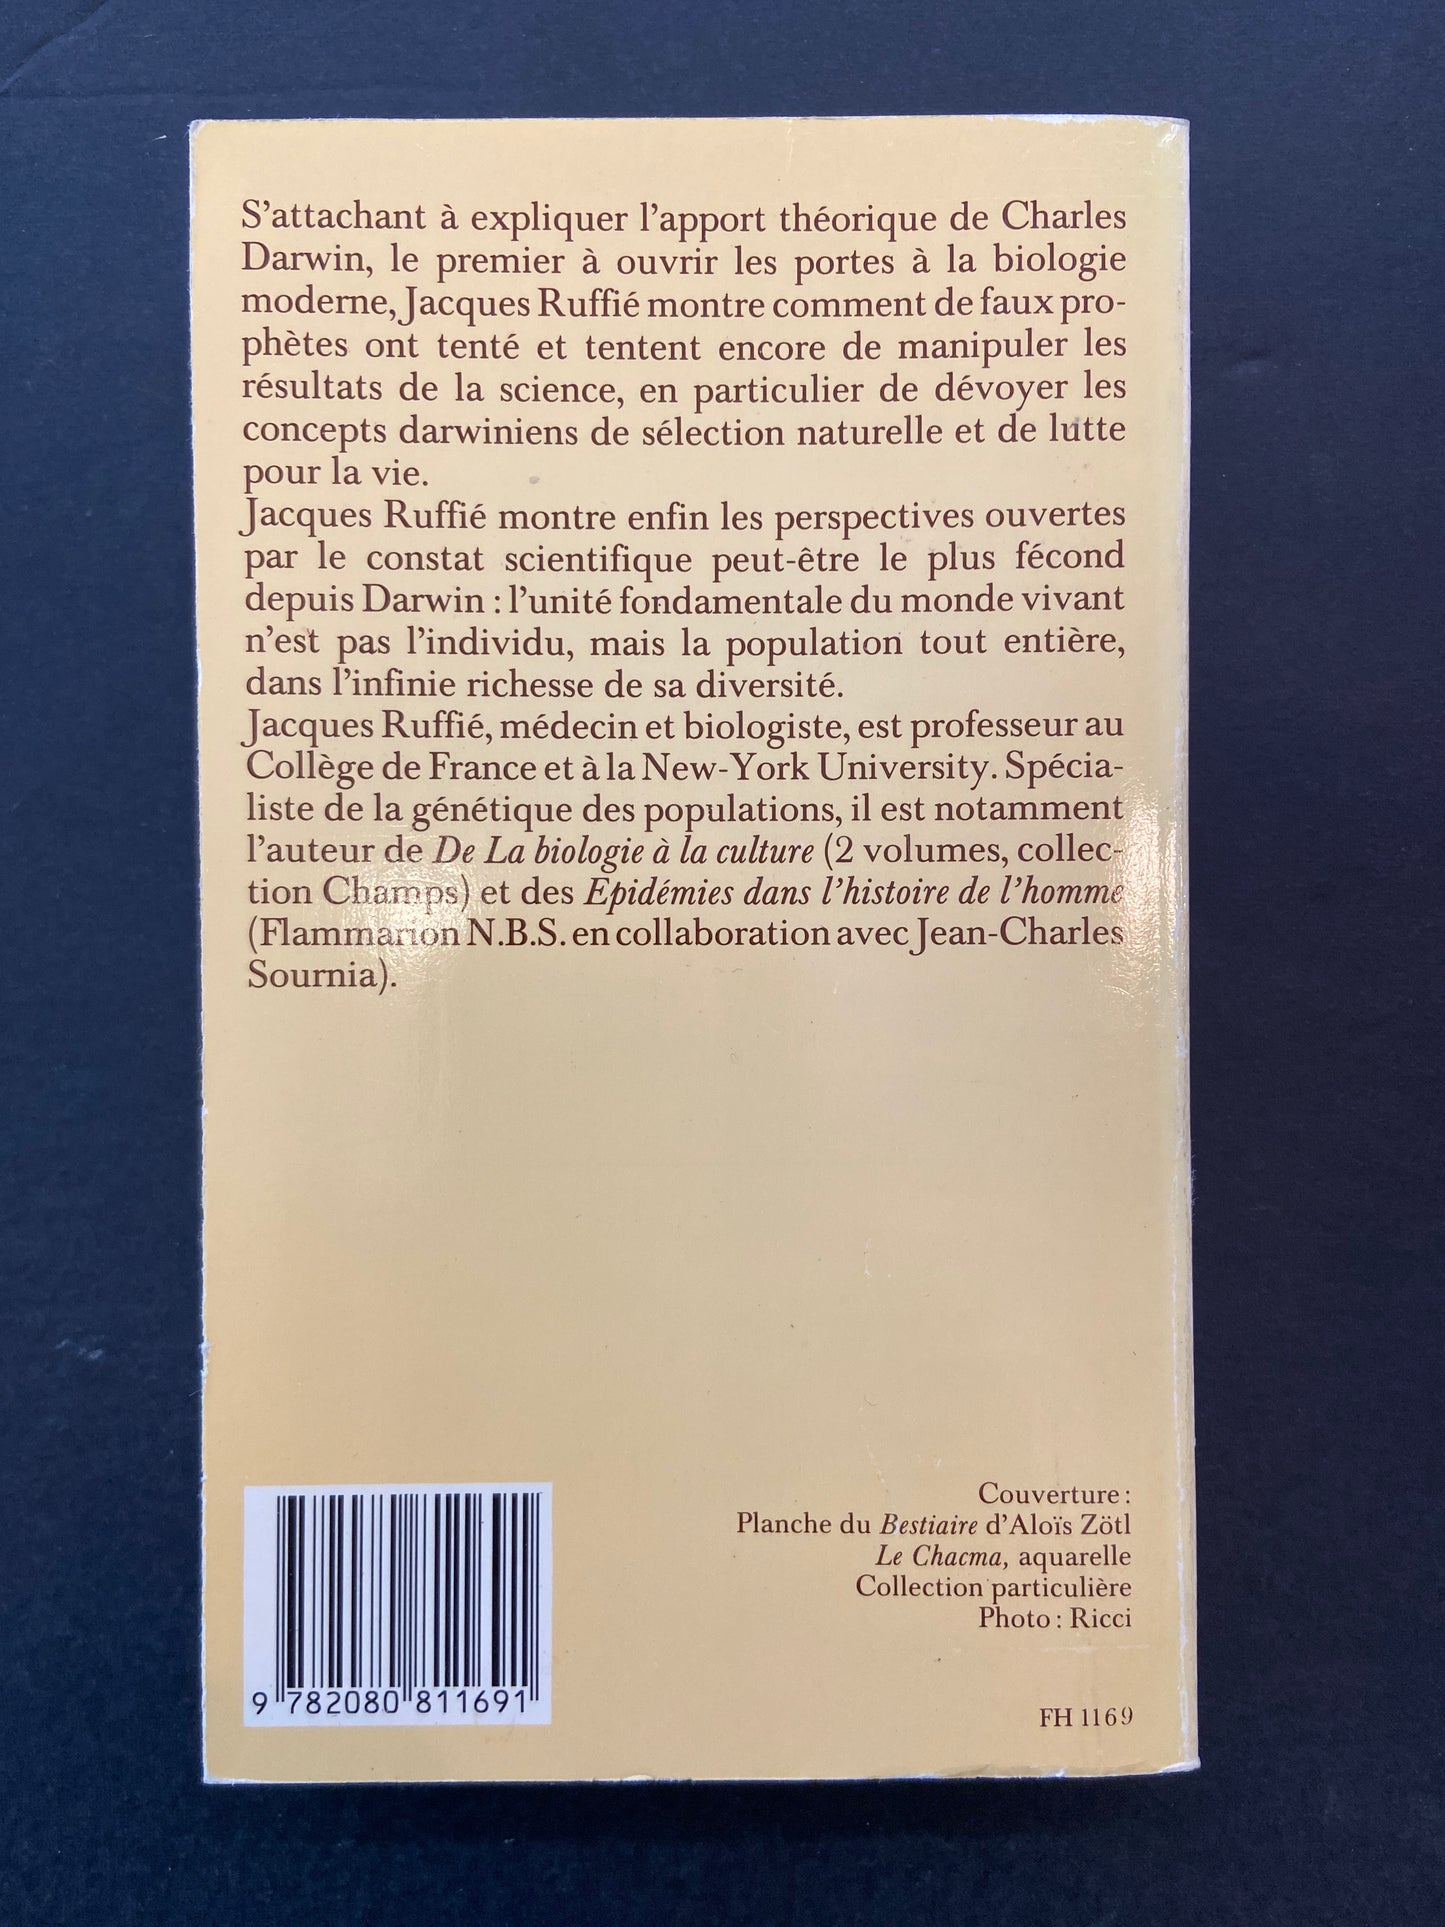 S'attachant à expliquer l'apport théorique de Charles
Darwin, le premier à ouvrir les portes à la biologie
moderne, Jacques Ruffié montre comment de faux pro-
phètes ont tenté et tentent encore de manipuler les
résultats de la science, en particulier de dévoyer les
concepts darwiniens de sélection naturelle et de lutte
pour la vie.
Jacques Ruffié montre enfin les perspectives ouvertes
par le constat scientifique peut-être le plus fécond
depuis Darwin : l'unité fondamentale du monde vivant
n'est pas l'individu, mais la population tout entière,
dans l'infinie richesse de sa diversité.
Jacques Ruffié, médecin et biologiste, est professeur au
Collège de France et à la New-York University. Spécia-
liste de la génétique des populations, il est notamment
l'auteur de De La biologie à la culture (2 volumes, collec-
tion Champs) et des Epidémies dans l'histoire de l'homme
(Flammarion N.B.S. en collaboration avec Jean-Charles
Sournia).
Couverture :
Planche du Bestiaire d'Aloïs Zötl
Le Chacma, aquarelle
Collection particulière
Photo : Ricci
9 782080 811691
FH 1169